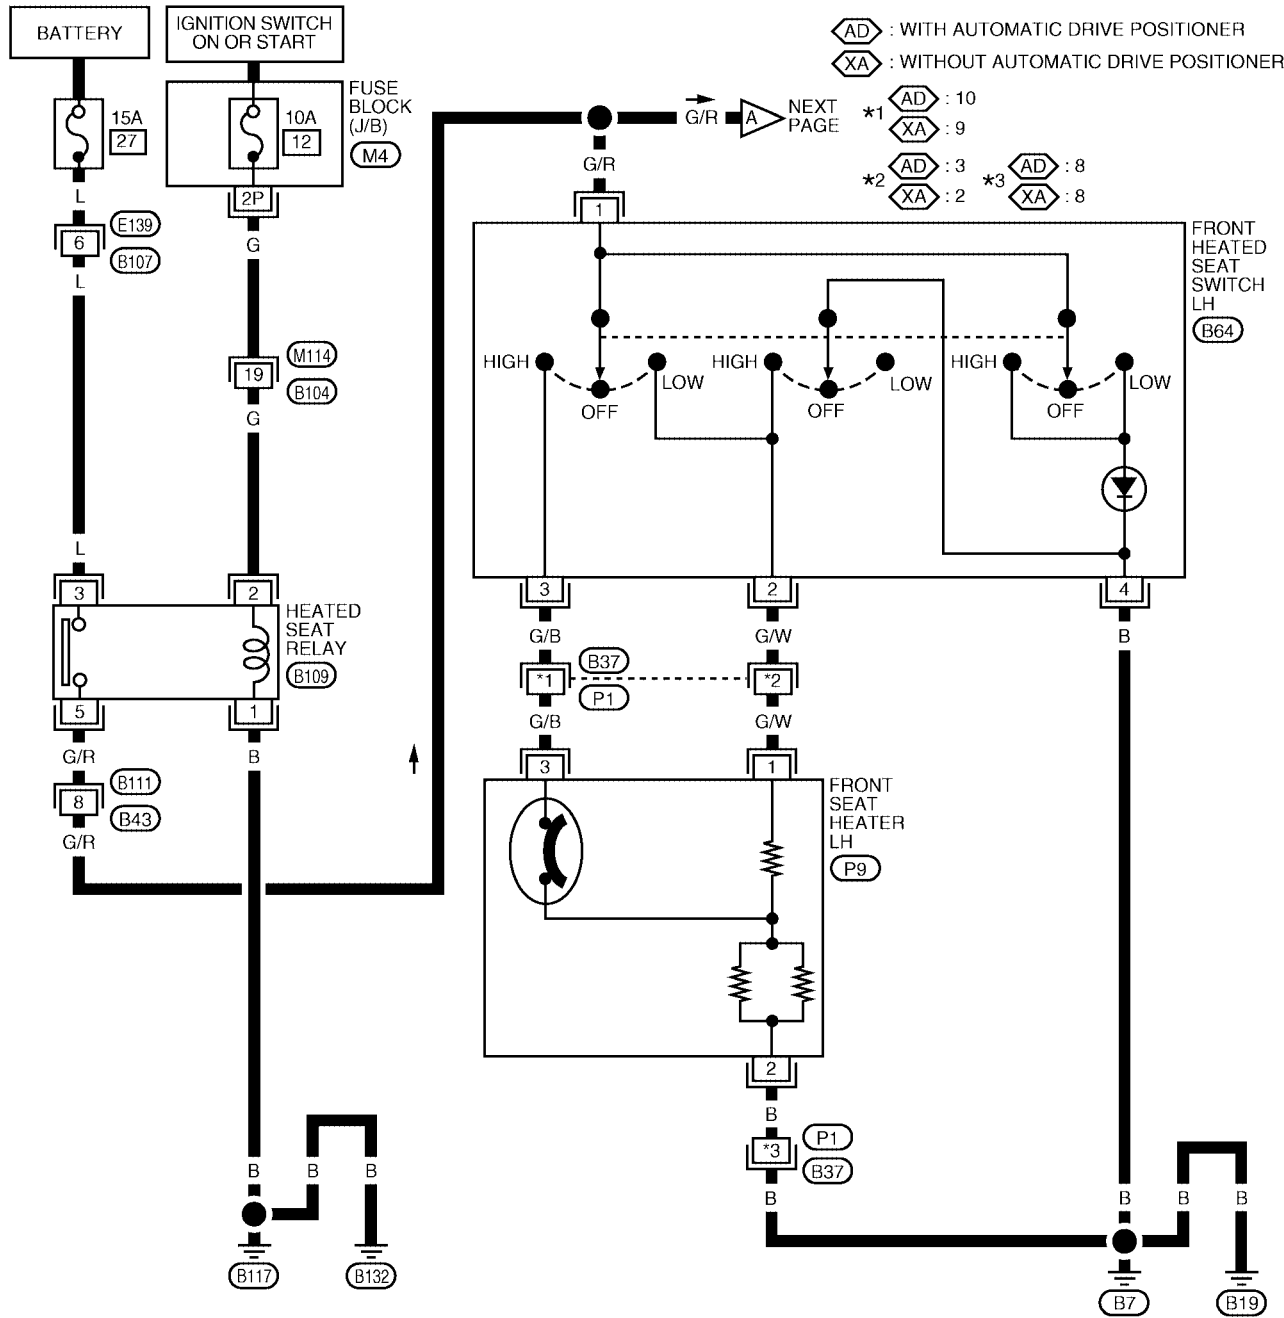 BATTERY
IGNITION SWITCH
ON OR START
AD : WITH AUTOMATIC DRIVE POSITIONER
XA : WITHOUT AUTOMATIC DRIVE POSITIONER
15A
27
10A
12
FUSE
BLOCK
(J/B)
M4
G/R
A
NEXT
PAGE
*1
AD : 10
XA : 9
*2
AD : 3
XA : 2
*3
AD : 8
XA : 8
L
2P
G/R
1
6
E139
B107
G
L
FRONT
HEATED
SEAT
SWITCH
LH
B64
19
M114
B104
G
HIGH
OFF
LOW
HIGH
OFF
LOW
HIGH
OFF
LOW
L
3
2
HEATED
SEAT
RELAY
B109
5
1
G/R
B
8
B111
B43
G/R
3
2
4
G/B
G/W
B
*1
B37
P1
*2
G/B
G/W
3
1
FRONT
SEAT
HEATER
LH
P9
2
B
*3
P1
B37
B
B
B
B
B117
B132
B
B
B
B7
B19